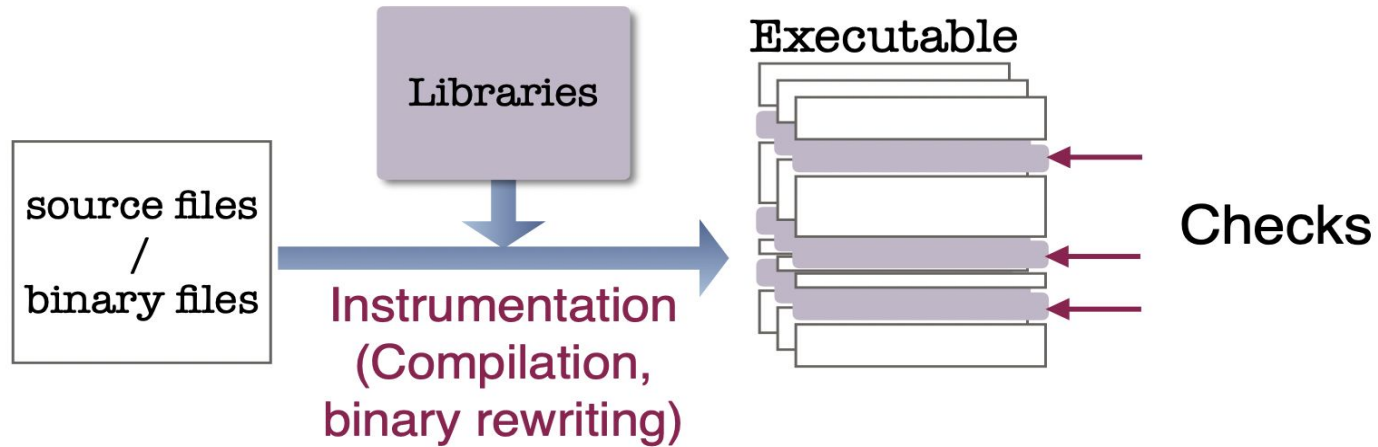 Executable
Libraries
source files
/
binary files
Instrumentation
(Compilation,
binary rewriting)
Checks